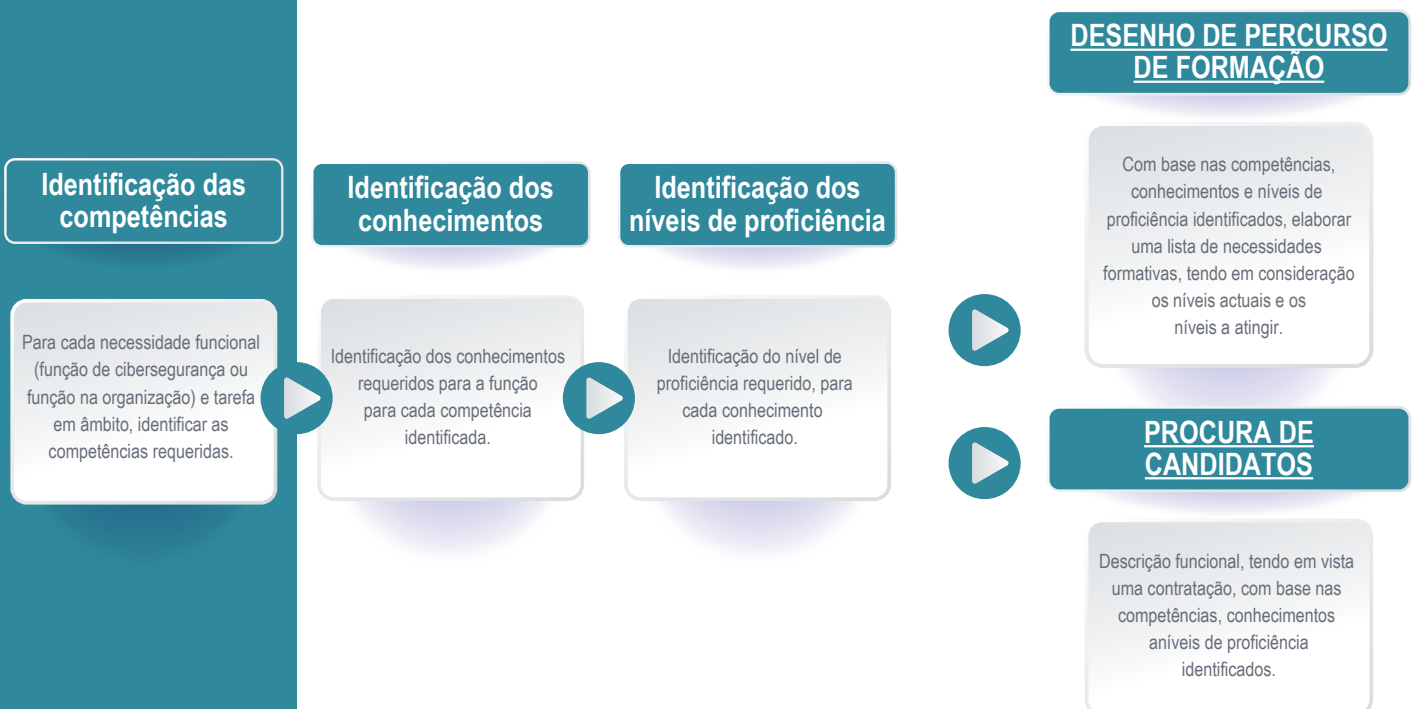 Identificação das
competências
Para cada necessidade funcional
(função de cibersegurança ou
função na organização) e tarefa
em âmbito, identificar as
competências requeridas.
Identificação dos
conhecimentos
Identificação dos conhecimentos
requeridos para a função
para cada competência
identificada.
Identificação dos
níveis de proficiência
Identificação do nível de
proficiência requerido, para
cada conhecimento
identificado.
DESENHO DE PERCURSO
DE FORMAÇÃO
Com base nas competências,
conhecimentos e níveis de
proficiência identificados, elaborar
uma lista de necessidades
formativas, tendo em consideração
os níveis actuais e os
níveis a atingir.
PROCURA DE
CANDIDATOS
Descrição funcional, tendo em vista
uma contratação, com base nas
competências, conhecimentos
aníveis de proficiência
identificados.